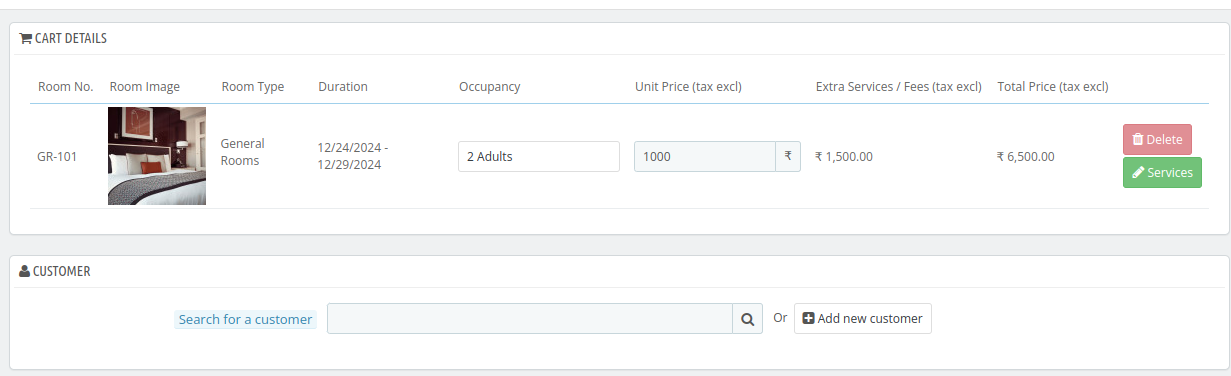 CART DETAILS
Room No. Room Image Room Type Duration Occupancy Unit Price (tax excl) Extra Services / Fees (tax excl) Total Price (tax excl)
GR-101 General Rooms 12/24/2024 - 12/29/2024 2 Adults 1000 ₹ ₹ 1,500.00 ₹ 6,500.00 Delete
Services
CUSTOMER
Search for a customer Or Add new customer